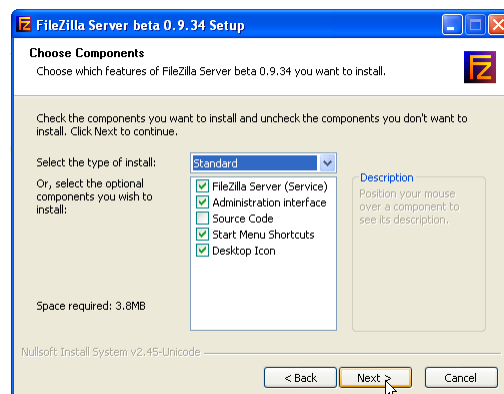 FileZilla Server beta 0.9.34 Setup
Choose Components
Choose which features of FileZilla Server beta 0.9.34 you want to install.
FZ
Check the components you want to install and uncheck the components you don't want to
install. Click Next to continue.
Select the type of install:
Standard
Or, select the optional
components you wish to
install:
FileZilla Server (Service)
Administration interface
Source Code
Start Menu Shortcuts
Desktop Icon
Description
Position your mouse
over a component to
see its description.
Space required: 3.8MB
Nullsoft Install System v2.45-Unicode
< Back
Next >
Cancel